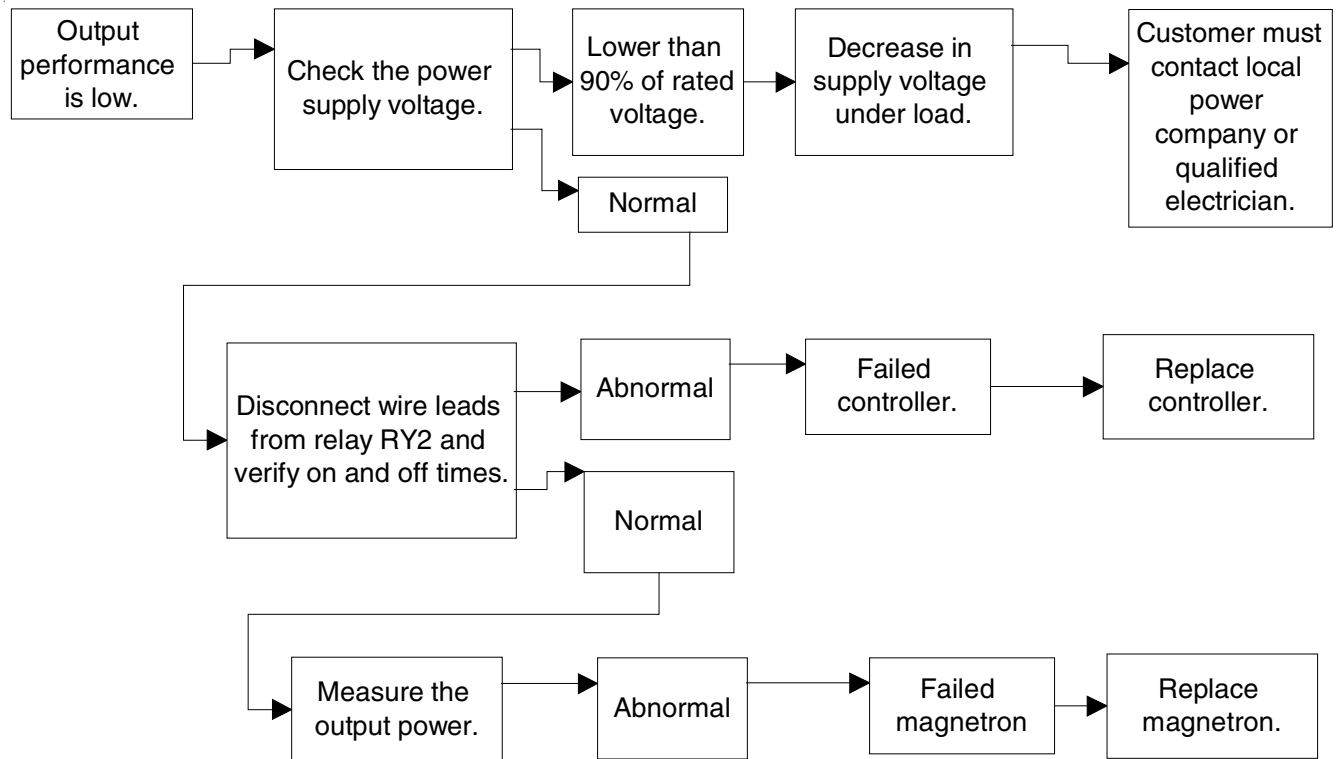 Output
performance
is low.
Check the power
supply voltage.
Lower than
90% of rated
voltage.
Decrease in
supply voltage
under load.
Customer must
contact local
power
company or
qualified
electrician.
Normal
Disconnect wire leads
from relay RY2 and
verify on and off times.
Abnormal
Failed
controller.
Replace
controller.
Normal
Measure the
output power.
Abnormal
Failed
magnetron
Replace
magnetron.